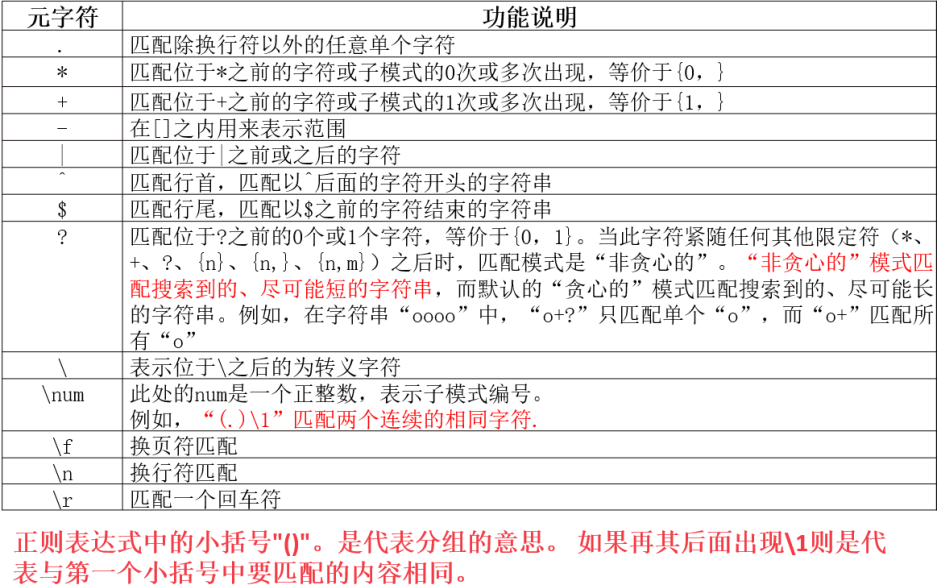 元字符 功能说明
. 匹配除换行符以外的任意单个字符
* 匹配位于*之前的字符或子模式的0次或多次出现，等价于{0, }
+ 匹配位于+之前的字符或子模式的1次或多次出现，等价于{1, }
- 在[]之内用来表示范围
| 匹配位于|之前或之后的字符
^ 匹配行首，匹配以^后面的字符开头的字符串
$ 匹配行尾，匹配以$之前的字符结束的字符串
? 匹配位于?之前的0个或1个字符，等价于{0, 1}。当此字符紧随任何其他限定符（*、
+、?、{n}、{n,}、{n,m}）之后时，匹配模式是“非贪心的”。“非贪心的”模式匹
配搜索到的、尽可能短的字符串，而默认的“贪心的”模式匹配搜索到的、尽可能长
的字符串。例如，在字符串“oooo”中，“o+?”只匹配单个“o”，而“o+”匹配所
有“o”
\ 表示位于\之后的为转义字符
\num 此处的num是一个正整数，表示子模式编号。
例如，“(.)\1”匹配两个连续的相同字符.
\f 换页符匹配
\n 换行符匹配
\r 匹配一个回车符
正则表达式中的小括号"()"。是代表分组的意思。 如果再其后面出现\1则是代
表与第一个小括号中要匹配的内容相同。